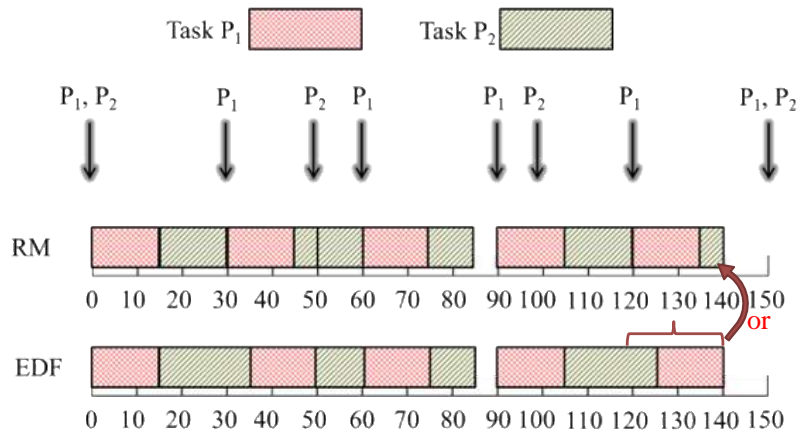 Task P₁ Task P₂
P₁, P₂ P₁ P₂ P₁ P₁ P₂ P₁ P₁, P₂
RM
0 10 20 30 40 50 60 70 80 90 100 110 120 130 140 150
or
EDF
0 10 20 30 40 50 60 70 80 90 100 110 120 130 140 150